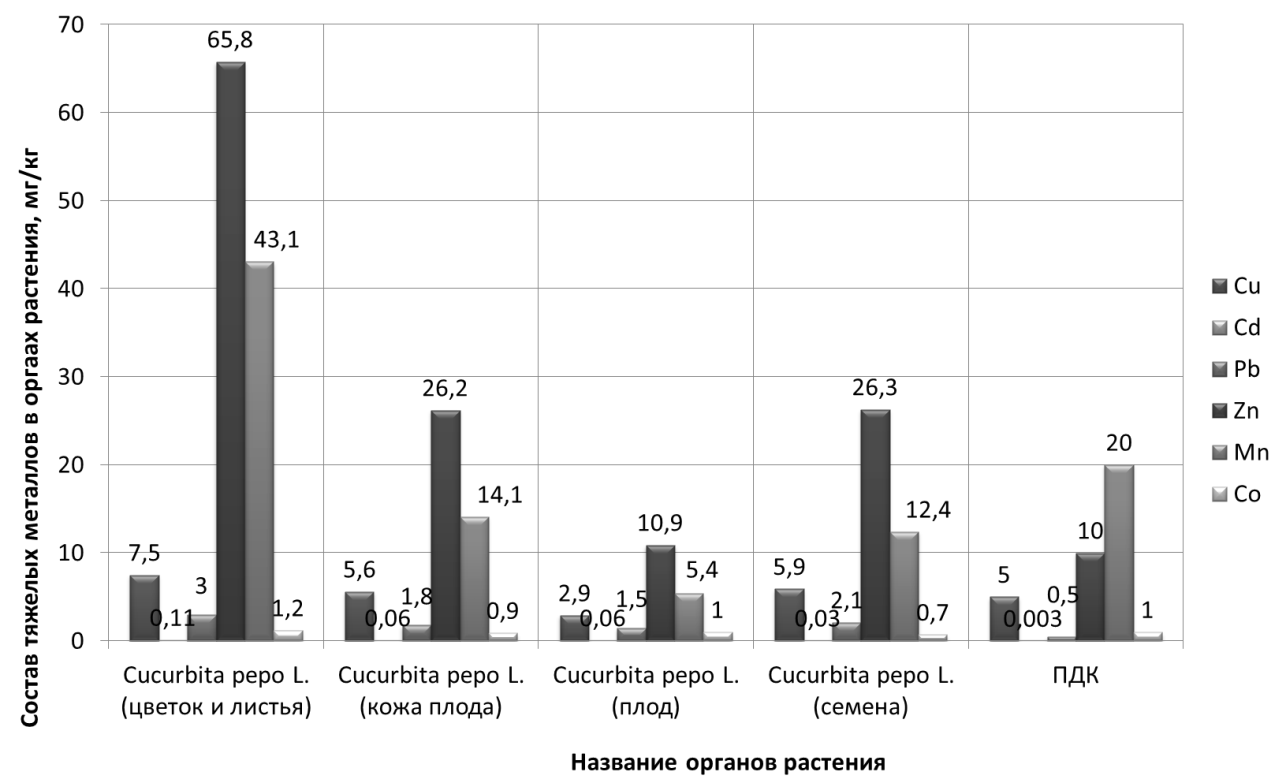 Состав тяжелых металлов в оргаах растения, мг/кг
70
60
50
40
30
20
10
0
7,5
0,11
3
65,8
43,1
1,2
5,6
0,06
1,8
26,2
14,1
0,9
2,9
0,06
1,5
10,9
5,4
1
5,9
0,03
2,1
26,3
12,4
0,7
5
0,003
0,5
10
20
1
Cucurbita pepo L.
(цветок и листья)
Cucurbita pepo L.
(кожа плода)
Cucurbita pepo L.
(плод)
Cucurbita pepo L.
(семена)
ПДК
Название органов растения
Cu
Cd
Pb
Zn
Mn
Co